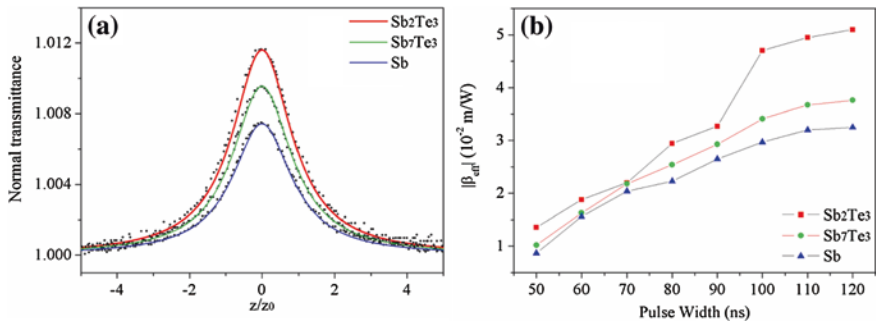 (a)
Sb2Te3
Sb7Te3
Sb
Normal transmittance
1.012
1.008
1.004
1.000
-4 -2 0 2 4
z/z0
(b)
|βeff| (10-2 m/W)
5
4
3
2
1
Sb2Te3
Sb7Te3
Sb
50 60 70 80 90 100 110 120
Pulse Width (ns)